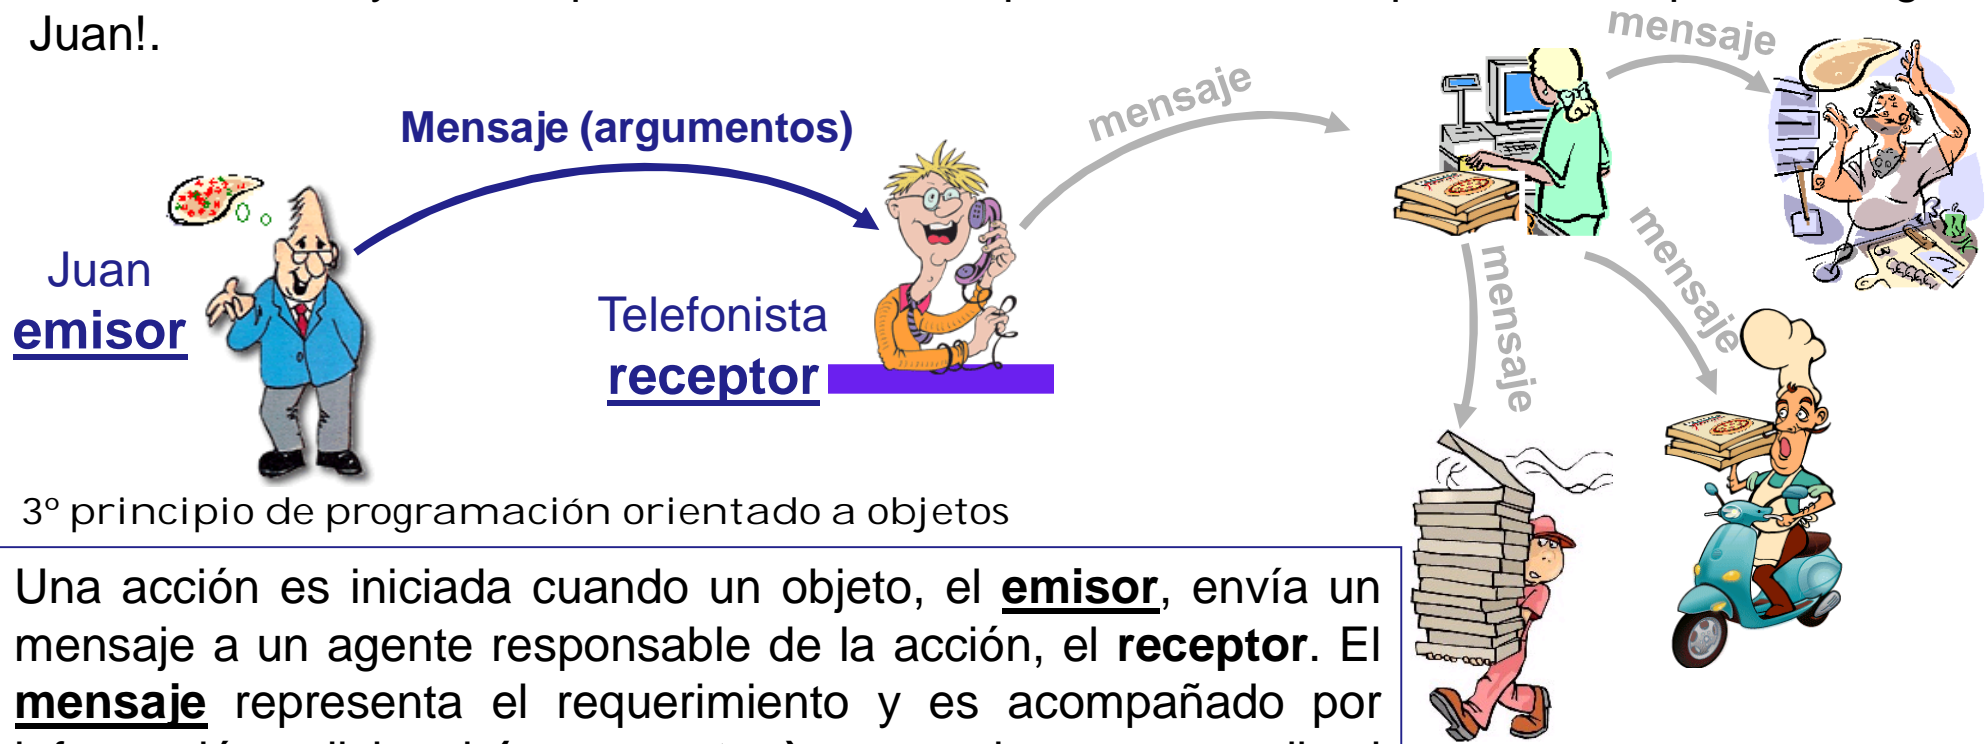 Juan!.
mensaje
mensaje
Mensaje (argumentos)
mensaje
mensaje
Juan
emisor
Telefonista
receptor
3º principio de programación orientado a objetos
Una acción es iniciada cuando un objeto, el emisor, envía un
mensaje a un agente responsable de la acción, el receptor. El
mensaje representa el requerimiento y es acompañado por